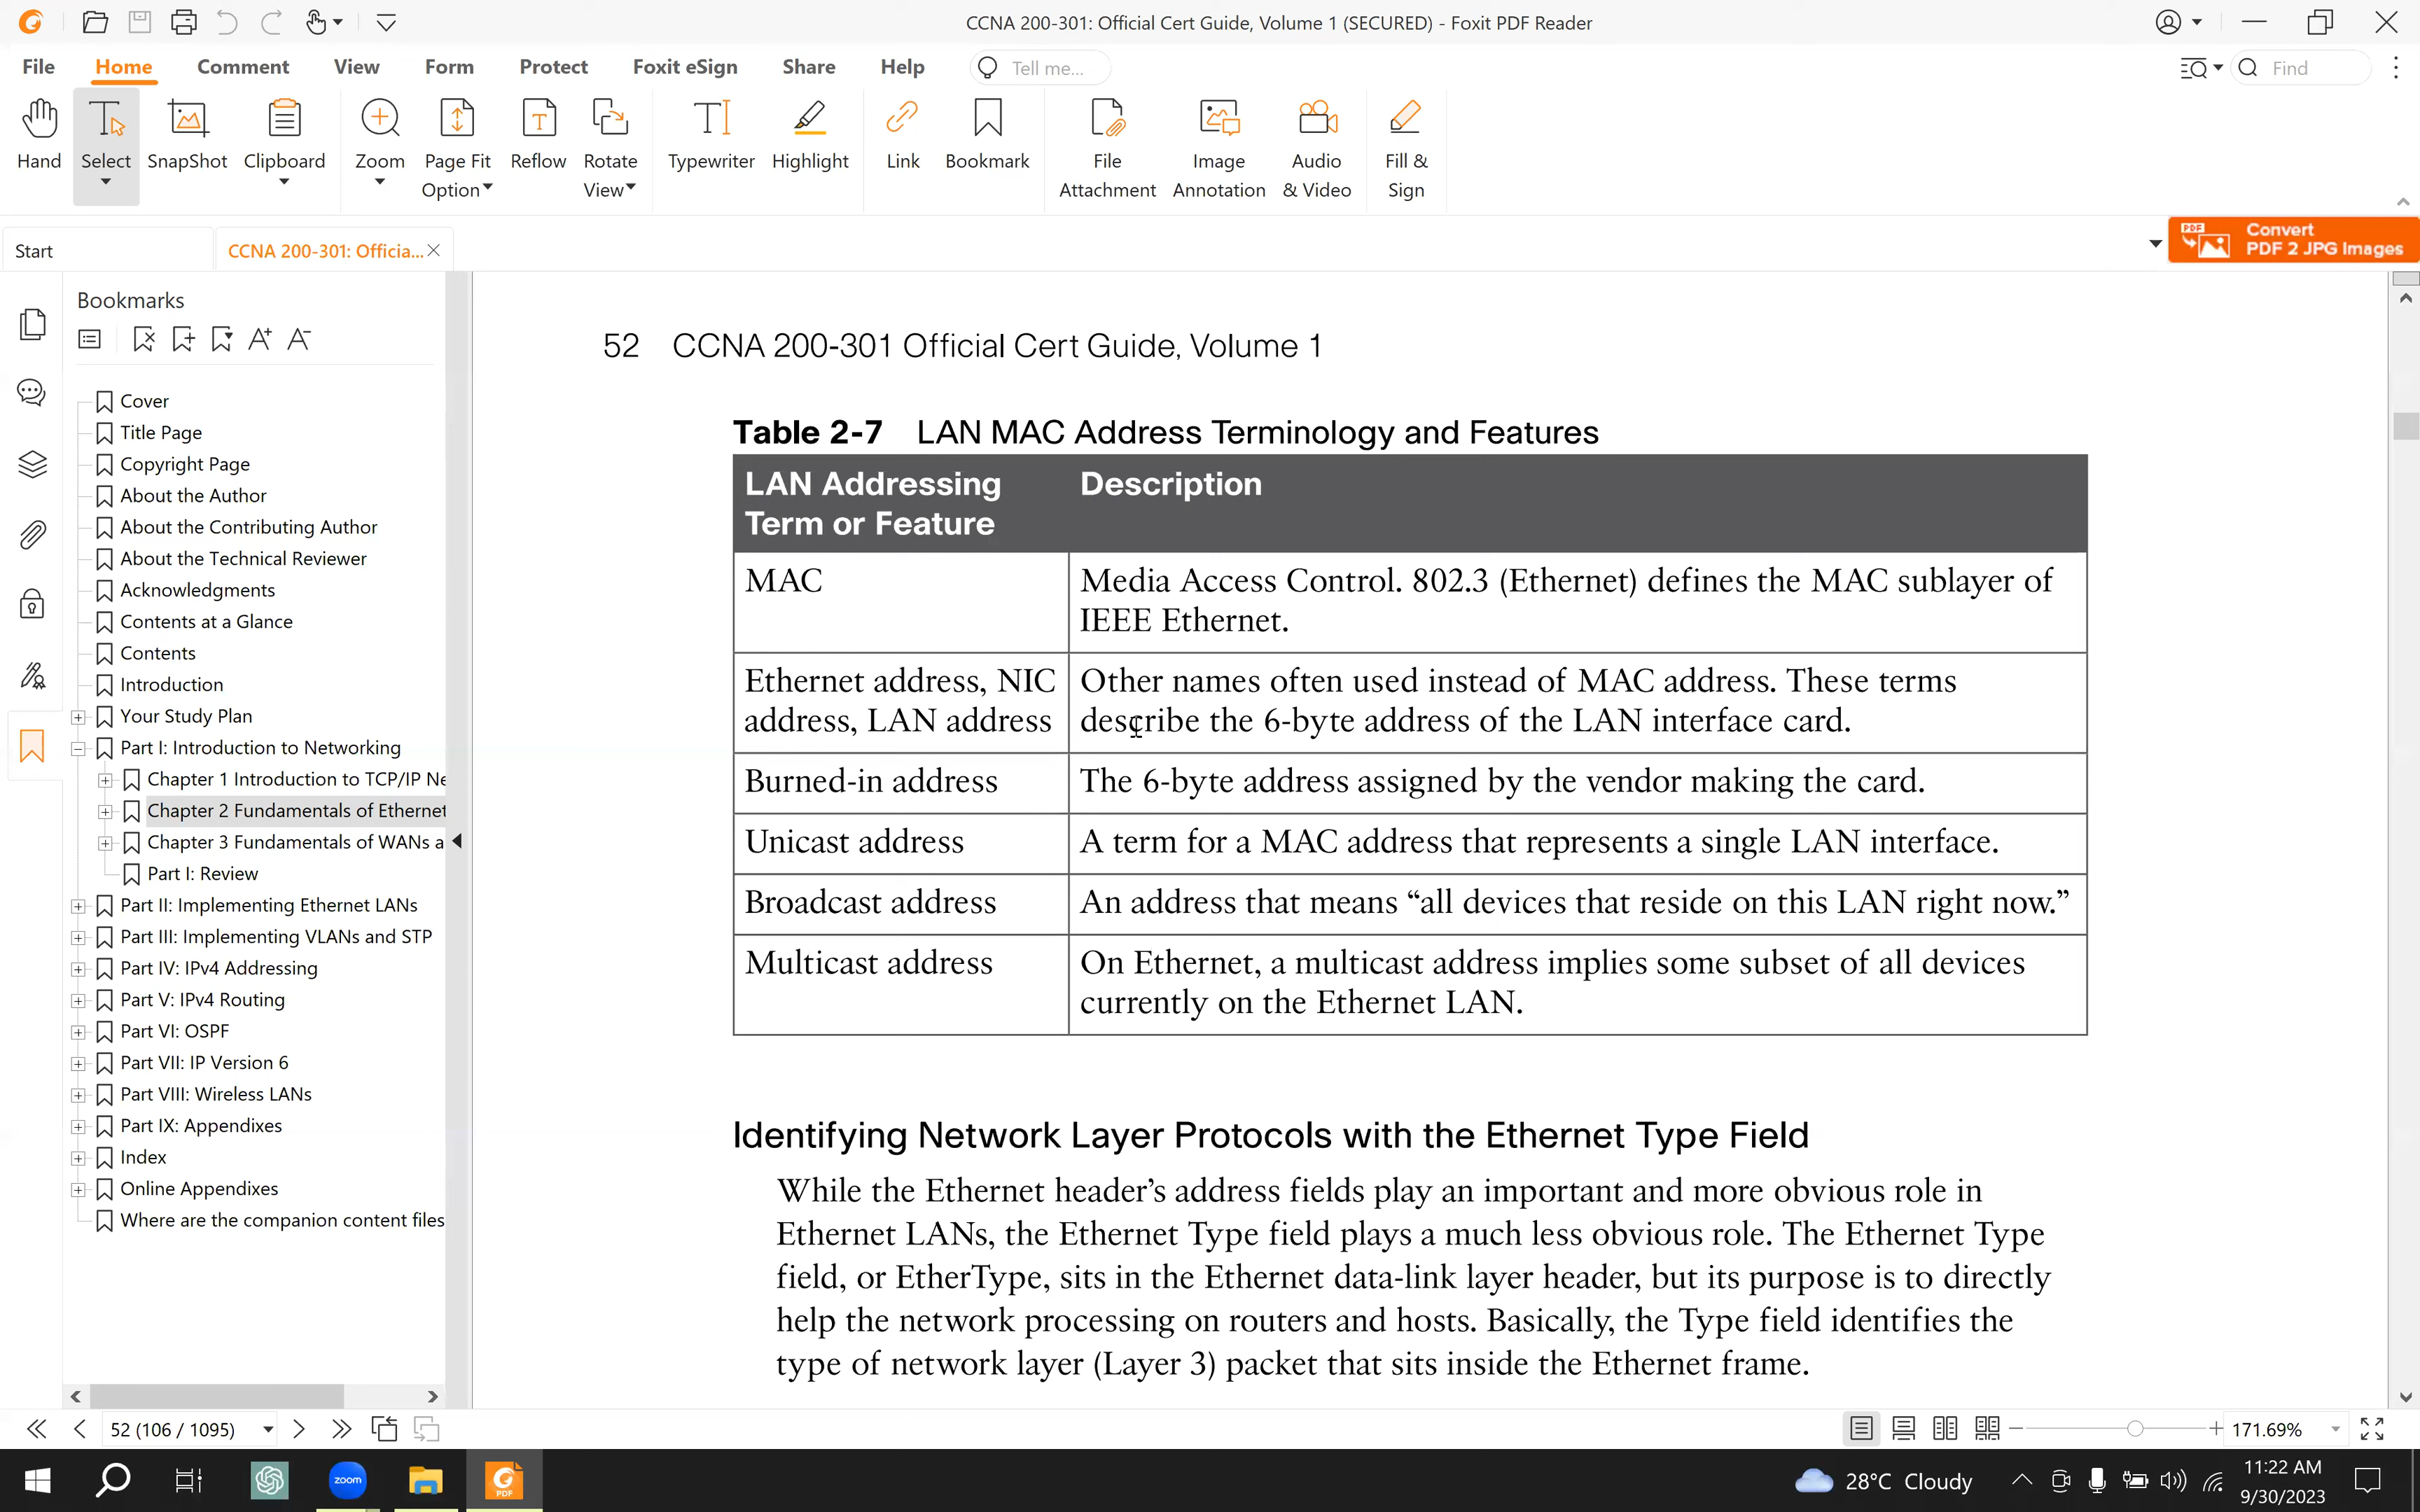 CCNA 200-301: Official Cert Guide, Volume 1 (SECURED) - Foxit PDF Reader
File Home Comment View Form Protect Foxit eSign Share Help Tell me... Find
Hand Select SnapShot Clipboard Zoom Page Fit Option Reflow Rotate View Typewriter Highlight Link Bookmark File Attachment Image Annotation Audio & Video Fill & Sign
Start CCNA 200-301: Officia...
PDF
Convert
PDF 2 JPG Images
Bookmarks
Cover
Title Page
Copyright Page
About the Author
About the Contributing Author
About the Technical Reviewer
Acknowledgments
Contents at a Glance
Contents
Introduction
Your Study Plan
Part I: Introduction to Networking
Chapter 1 Introduction to TCP/IP Ne
Chapter 2 Fundamentals of Ethernet
Chapter 3 Fundamentals of WANs a
Part I: Review
Part II: Implementing Ethernet LANs
Part III: Implementing VLANs and STP
Part IV: IPv4 Addressing
Part V: IPv4 Routing
Part VI: OSPF
Part VII: IP Version 6
Part VIII: Wireless LANs
Part IX: Appendixes
Index
Online Appendixes
Where are the companion content files
52 CCNA 200-301 Official Cert Guide, Volume 1
Table 2-7 LAN MAC Address Terminology and Features
LAN Addressing
Term or Feature
Description
MAC
Media Access Control. 802.3 (Ethernet) defines the MAC sublayer of
IEEE Ethernet.
Ethernet address, NIC
address, LAN address
Other names often used instead of MAC address. These terms
describe the 6-byte address of the LAN interface card.
Burned-in address
The 6-byte address assigned by the vendor making the card.
Unicast address
A term for a MAC address that represents a single LAN interface.
Broadcast address
An address that means “all devices that reside on this LAN right now.”
Multicast address
On Ethernet, a multicast address implies some subset of all devices
currently on the Ethernet LAN.
Identifying Network Layer Protocols with the Ethernet Type Field
While the Ethernet header’s address fields play an important and more obvious role in
Ethernet LANs, the Ethernet Type field plays a much less obvious role. The Ethernet Type
field, or EtherType, sits in the Ethernet data-link layer header, but its purpose is to directly
help the network processing on routers and hosts. Basically, the Type field identifies the
type of network layer (Layer 3) packet that sits inside the Ethernet frame.
52 (106 / 1095)
171.69%
zoom
PDF
28°C Cloudy
11:22 AM
9/30/2023